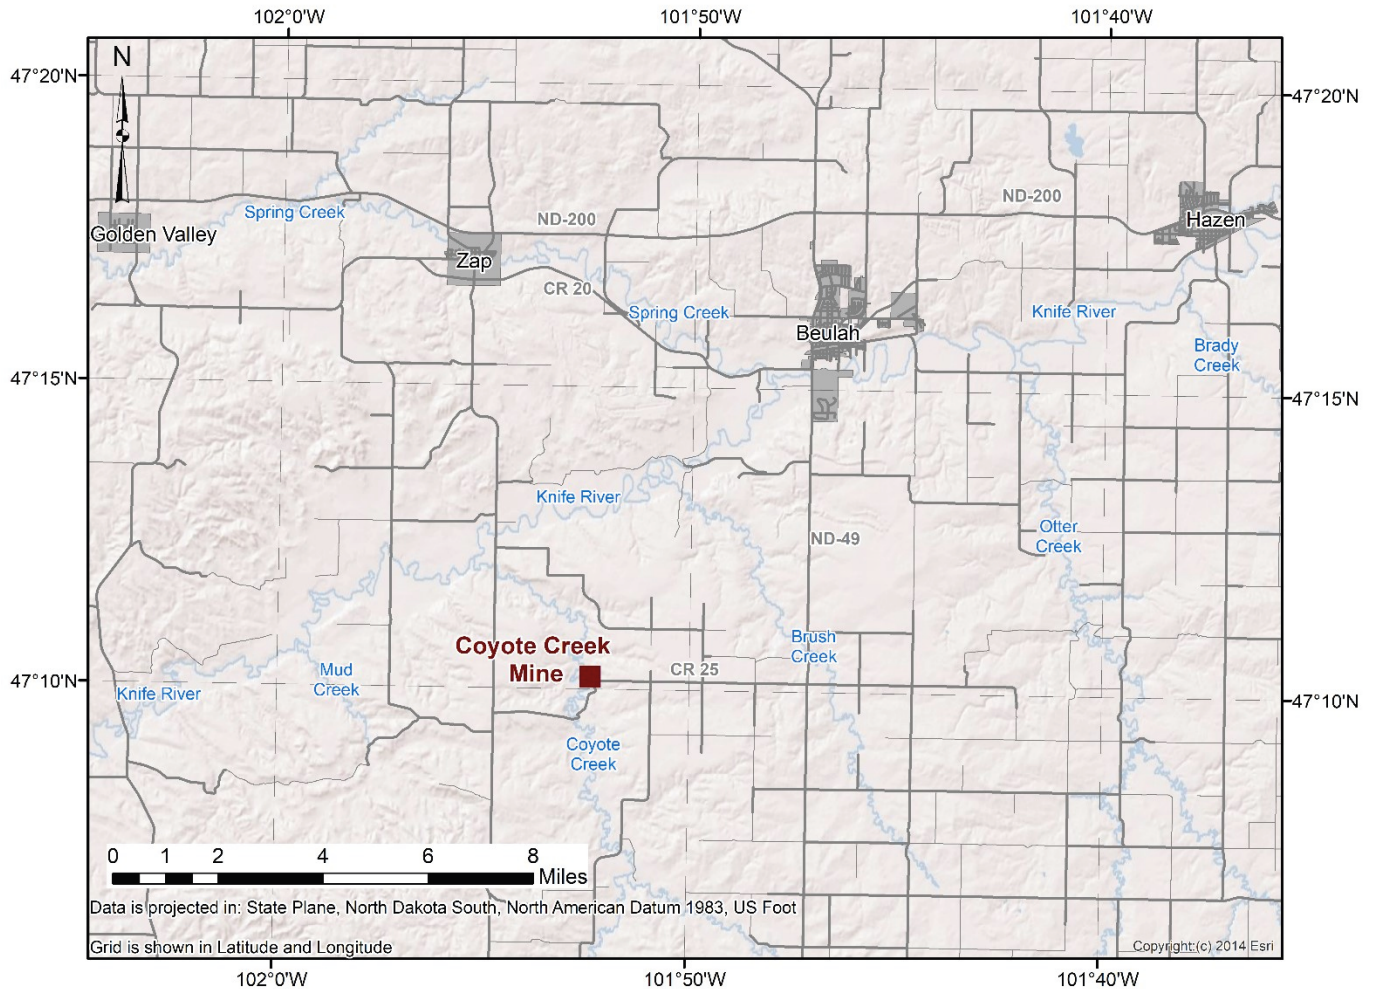 102°0'W
101°50'W
101°40'W
N
47°20'N
47°20'N
ND-200
Spring Creek
ND-200
Hazen
Golden Valley
Zap
CR 20
Spring Creek
Knife River
Beulah
Brady
Creek
47°15'N
47°15'N
Knife River
Otter
Creek
ND-49
Coyote Creek
Mine
Brush
Creek
CR 25
Mud
Creek
47°10'N
Knife River
47°10'N
Coyote
Creek
0 1 2 4 6 8
Miles
Data is projected in: State Plane, North Dakota South, North American Datum 1983, US Foot
Grid is shown in Latitude and Longitude
Copyright:(c) 2014 Esri
102°0'W
101°50'W
101°40'W